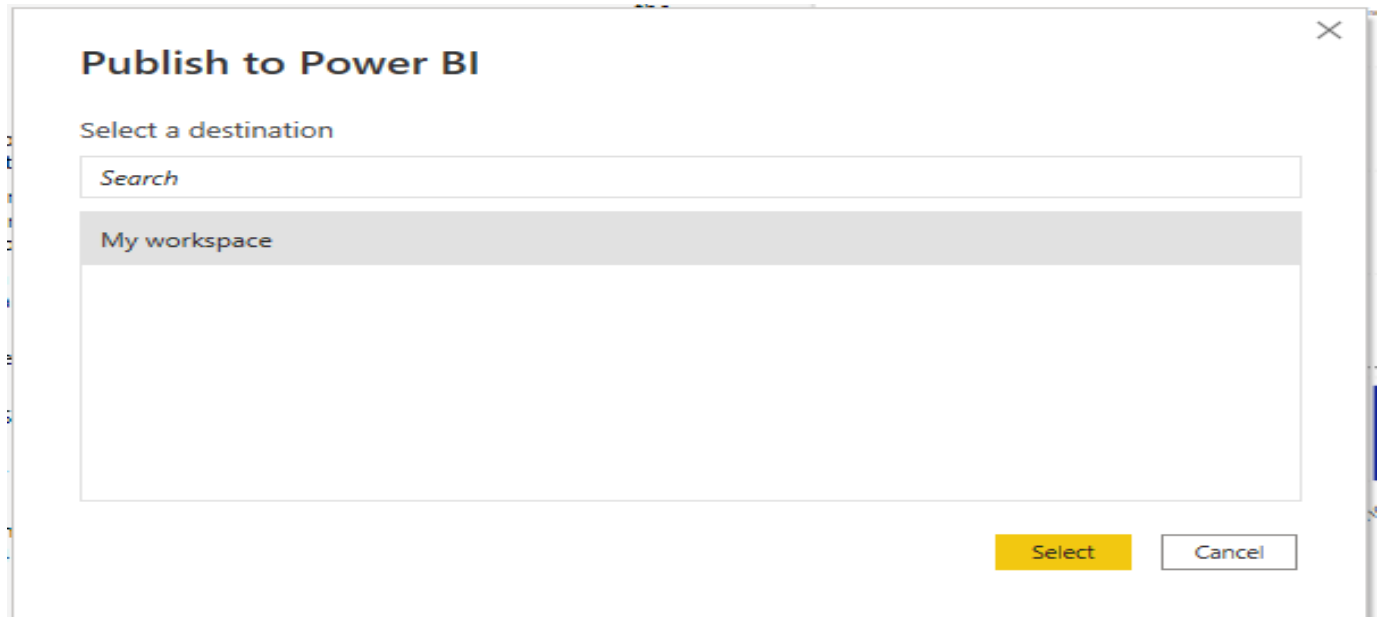 Publish to Power BI
Select a destination
Search
My workspace
Select
Cancel